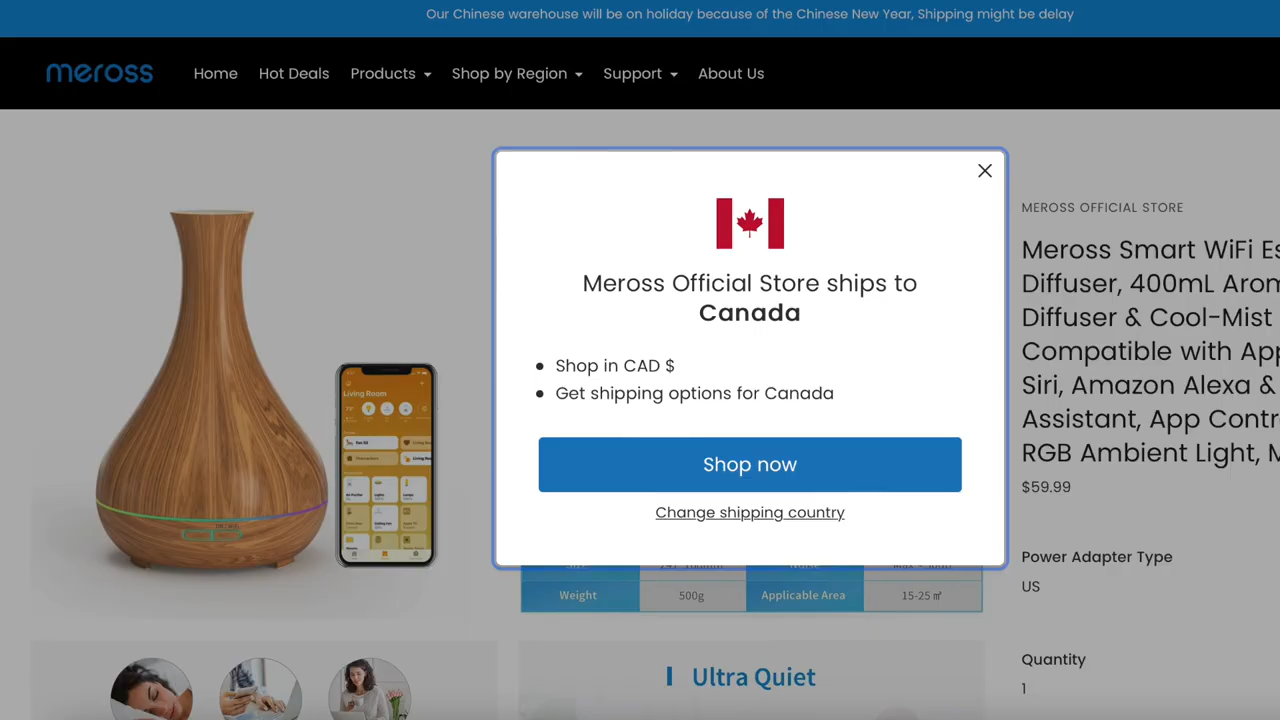 Our Chinese warehouse will be on holiday because of the Chinese New Year, Shipping might be delay
meross
Home Hot Deals Products Shop by Region Support About Us
Meross Official Store ships to
Canada
Shop in CAD $
Get shipping options for Canada
Shop now
Change shipping country
Living Room
MEROSS OFFICIAL STORE
Meross Smart WiFi Es
Diffuser, 400mL Arom
Diffuser & Cool-Mist
Compatible with App
Siri, Amazon Alexa &
Assistant, App Contr
RGB Ambient Light, M
$59.99
Power Adapter Type
US
Quantity
1
Weight 500g Applicable Area 15-25 ㎡
Ultra Quiet